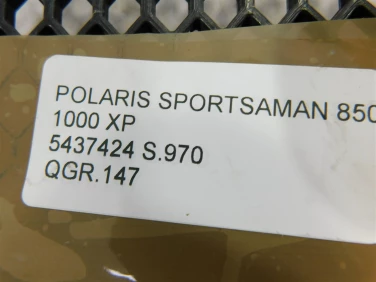 POLARIS SPORTSAMAN 850
1000 XP
5437424 S.970
QGR.147